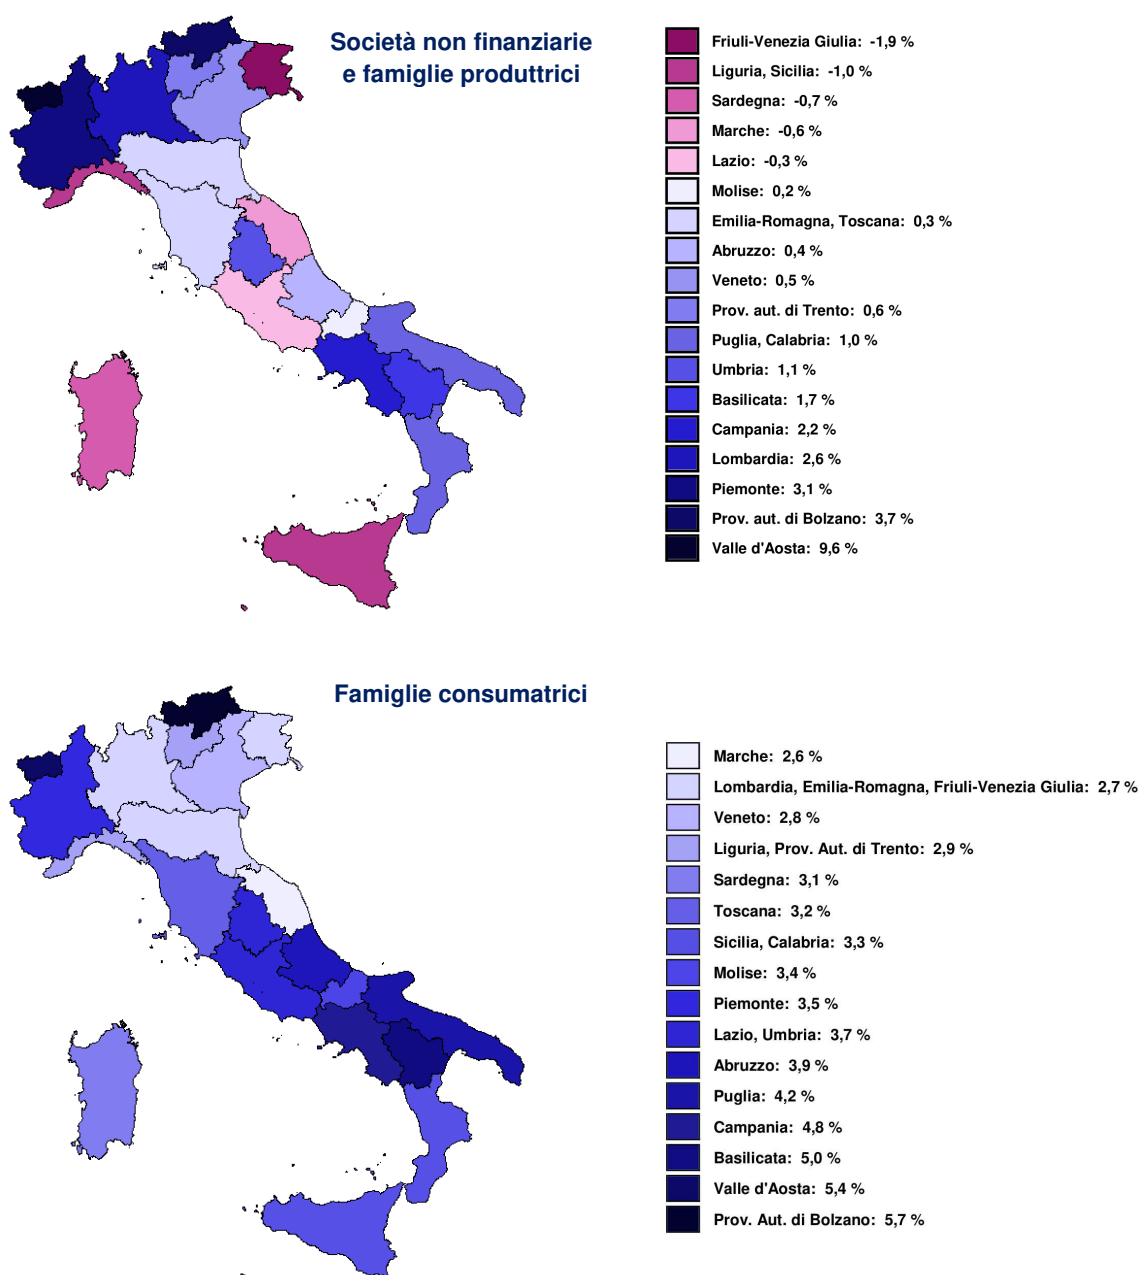 Società non finanziarie
e famiglie produttrici
Friuli-Venezia Giulia: -1,9 %
Liguria, Sicilia: -1,0 %
Sardegna: -0,7 %
Marche: -0,6 %
Lazio: -0,3 %
Molise: 0,2 %
Emilia-Romagna, Toscana: 0,3 %
Abruzzo: 0,4 %
Veneto: 0,5 %
Prov. aut. di Trento: 0,6 %
Puglia, Calabria: 1,0 %
Umbria: 1,1 %
Basilicata: 1,7 %
Campania: 2,2 %
Lombardia: 2,6 %
Piemonte: 3,1 %
Prov. aut. di Bolzano: 3,7 %
Valle d'Aosta: 9,6 %
Famiglie consumatrici
Marche: 2,6 %
Lombardia, Emilia-Romagna, Friuli-Venezia Giulia: 2,7 %
Veneto: 2,8 %
Liguria, Prov. Aut. di Trento: 2,9 %
Sardegna: 3,1 %
Toscana: 3,2 %
Sicilia, Calabria: 3,3 %
Molise: 3,4 %
Piemonte: 3,5 %
Lazio, Umbria: 3,7 %
Abruzzo: 3,9 %
Puglia: 4,2 %
Campania: 4,8 %
Basilicata: 5,0 %
Valle d'Aosta: 5,4 %
Prov. Aut. di Bolzano: 5,7 %